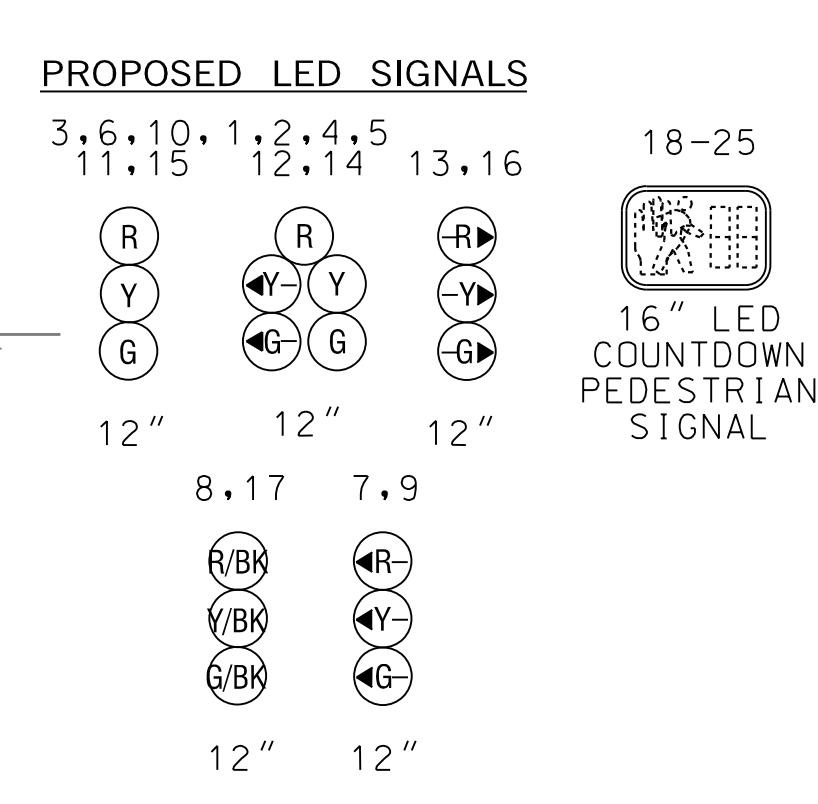 PROPOSED LED SIGNALS
3,6,10,
11,15
R
Y
G
12"
1,2,4,5
12,14
R
Y
Y
G
G
12"
13,16
R
Y
G
12"
18-25
16" LED
COUNTDOWN
PEDESTRIAN
SIGNAL
8,17
R/BK
Y/BK
G/BK
12"
7,9
R
Y
G
12"